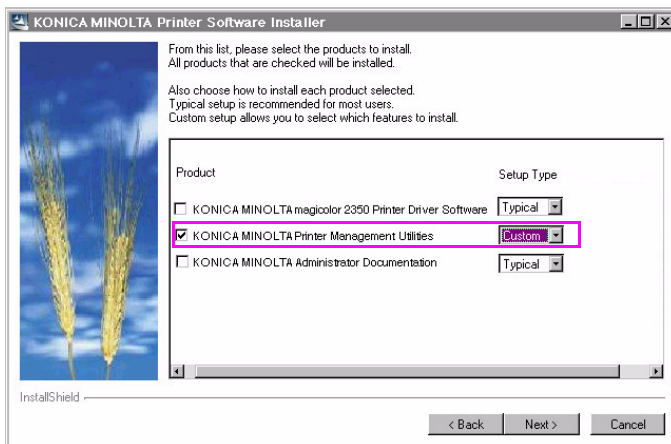 KONICA MINOLTA Printer Software Installer
From this list, please select the products to install.
All products that are checked will be installed.
Also choose how to install each product selected.
Typical setup is recommended for most users.
Custom setup allows you to select which features to install.
Product Setup Type
KONICA MINOLTA magicolor 2350 Printer Driver Software Typical
KONICA MINOLTA Printer Management Utilities Custom
KONICA MINOLTA Administrator Documentation Typical
InstallShield
< Back Next > Cancel